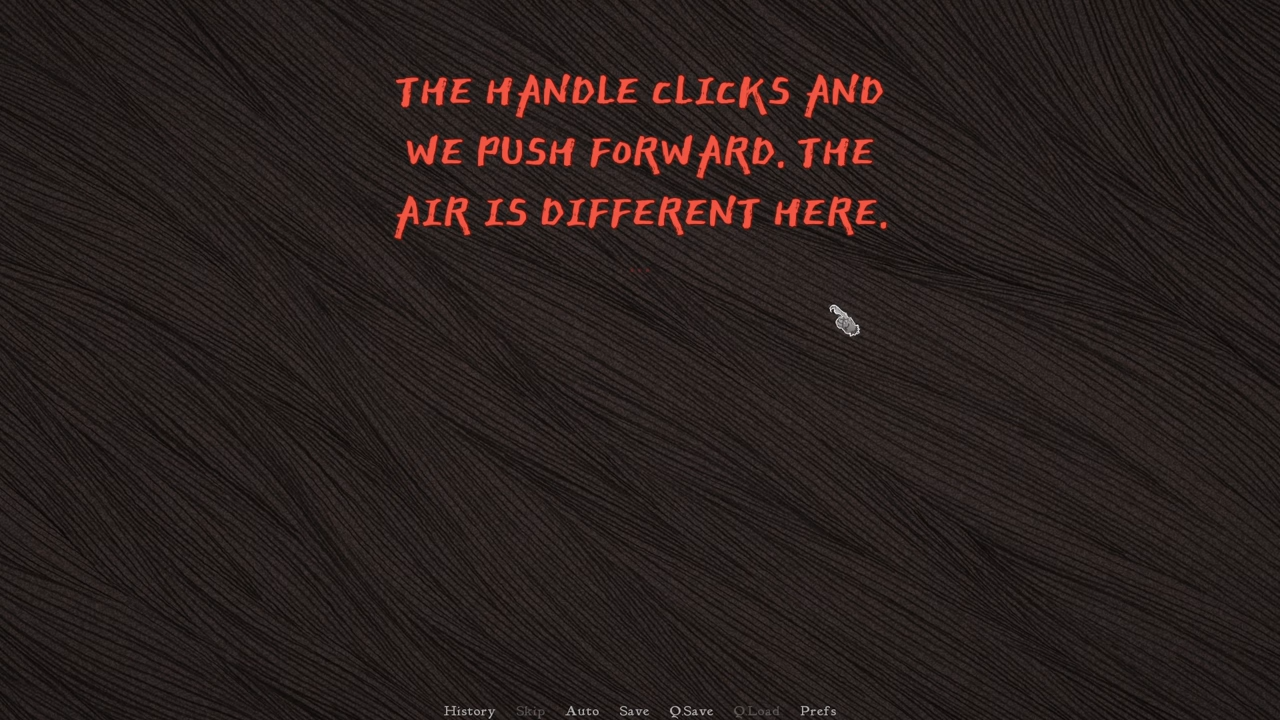 THE HANDLE CLICKS AND
WE PUSH FORWARD. THE
AIR IS DIFFERENT HERE.
History Skip Auto Save Q.Save Q.Load Prefs